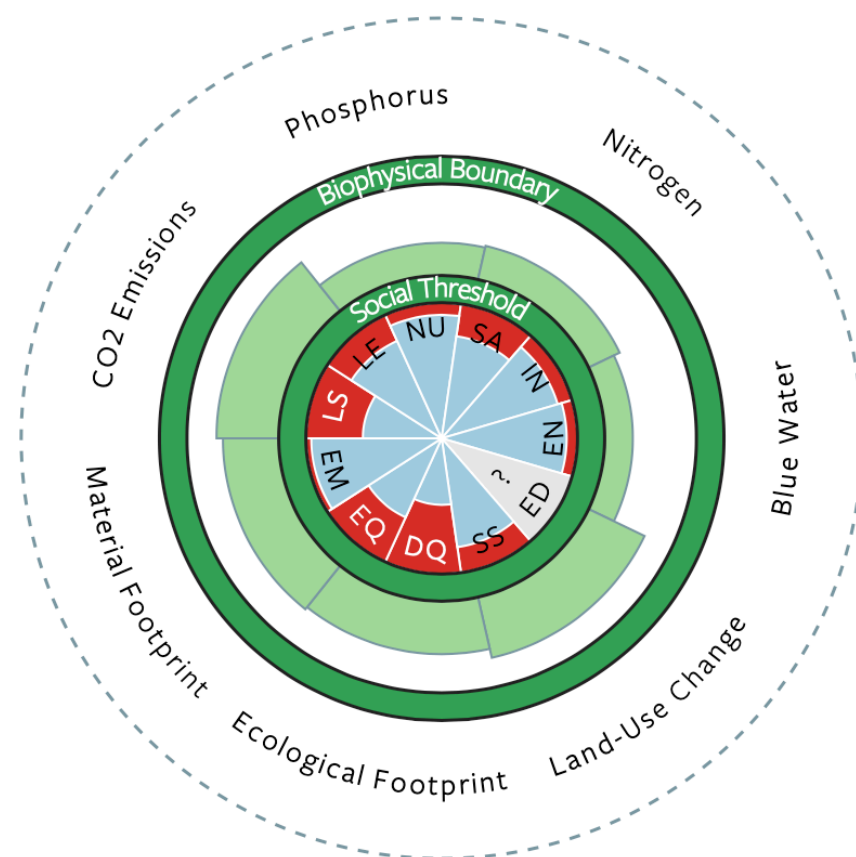 Phosphorus
Nitrogen
Blue Water
Land-Use Change
Ecological Footprint
Material Footprint
CO2 Emissions
Biophysical Boundary
Social Threshold
NU
SA
IN
EN
ED
?
SS
DQ
EQ
EM
LS
LE